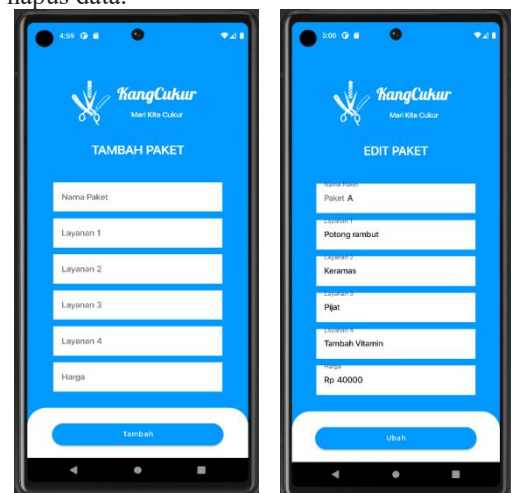 hapus data.
4:59
KangCukur
Mari Kita Cukur
TAMBAH PAKET
Nama Paket
Layanan 1
Layanan 2
Layanan 3
Layanan 4
Harga
Tambah
5:00
KangCukur
Mari Kita Cukur
EDIT PAKET
Nama Paket
Paket A
Layanan 1
Potong rambut
Layanan 2
Keramas
Layanan 3
Pijat
Layanan 4
Tambah Vitamin
Harga
Rp 40000
Ubah